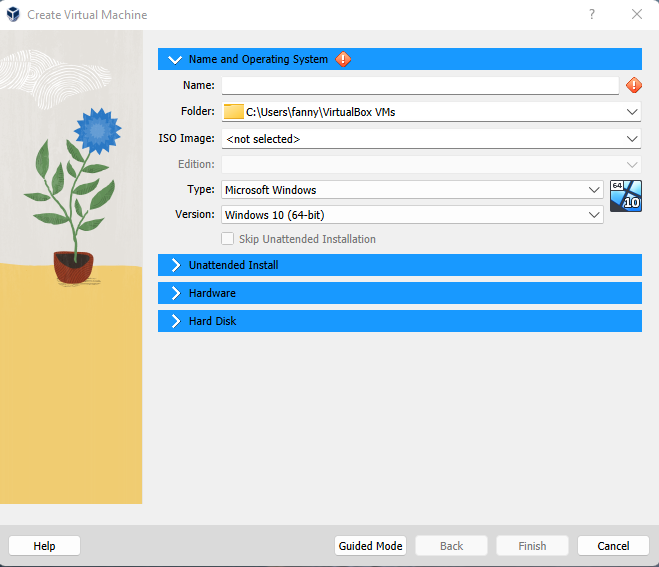 Create Virtual Machine
?
Name and Operating System
Name:
Folder: C:\Users/fanny/VirtualBox VMs
ISO Image: <not selected>
Edition:
Type: Microsoft Windows
64
10
Version: Windows 10 (64-bit)
Skip Unattended Installation
Unattended Install
Hardware
Hard Disk
Help Guided Mode Back Finish Cancel